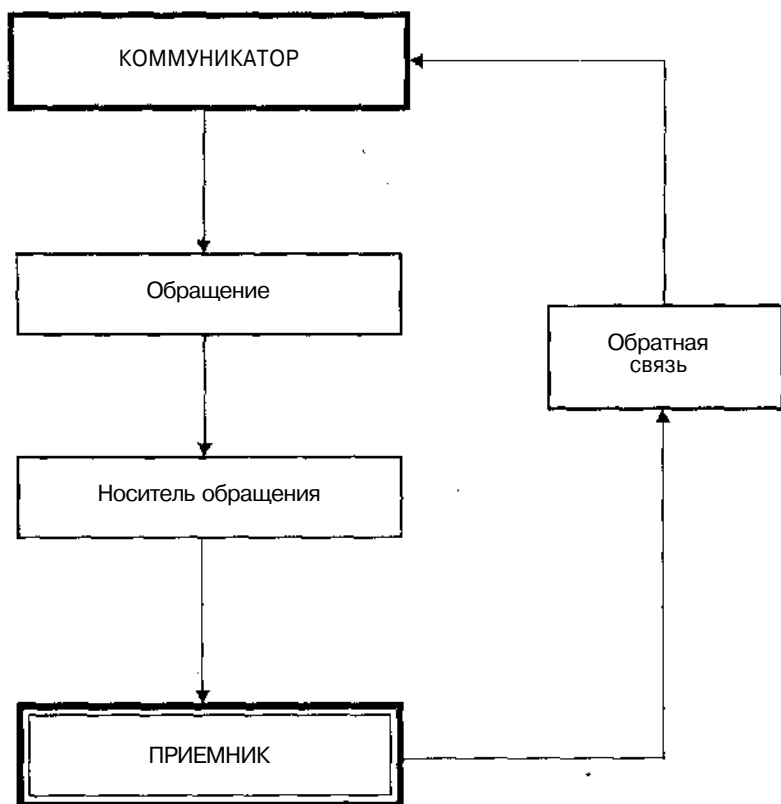 КОММУНИКАТОР
Обращение
Обратная
связь
Носитель обращения
ПРИЕМНИК